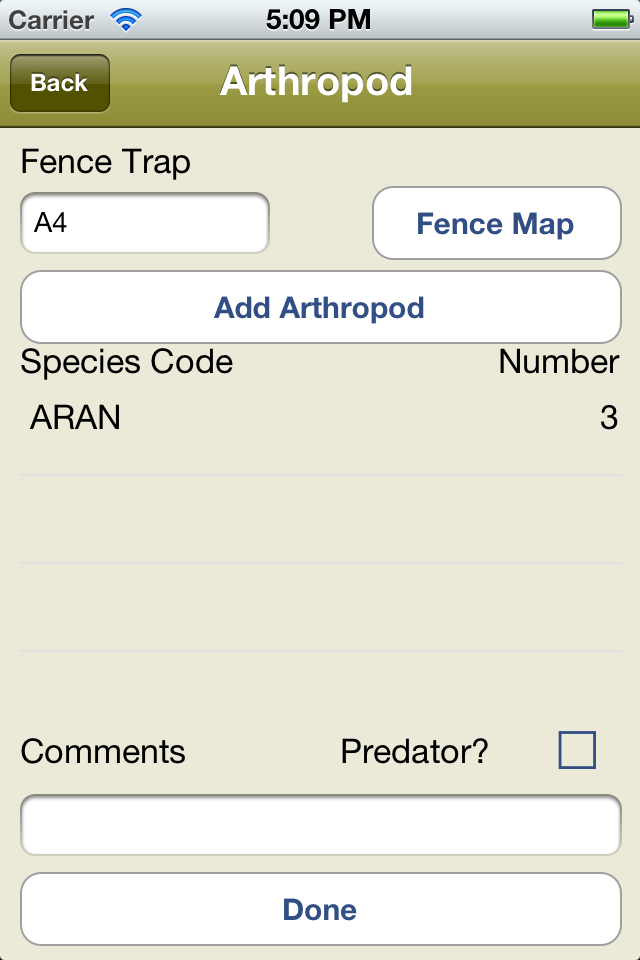 Carrier 5:09 PM
Back Arthropod
Fence Trap
A4 Fence Map
Add Arthropod
Species Code Number
ARAN 3
Comments Predator?
Done